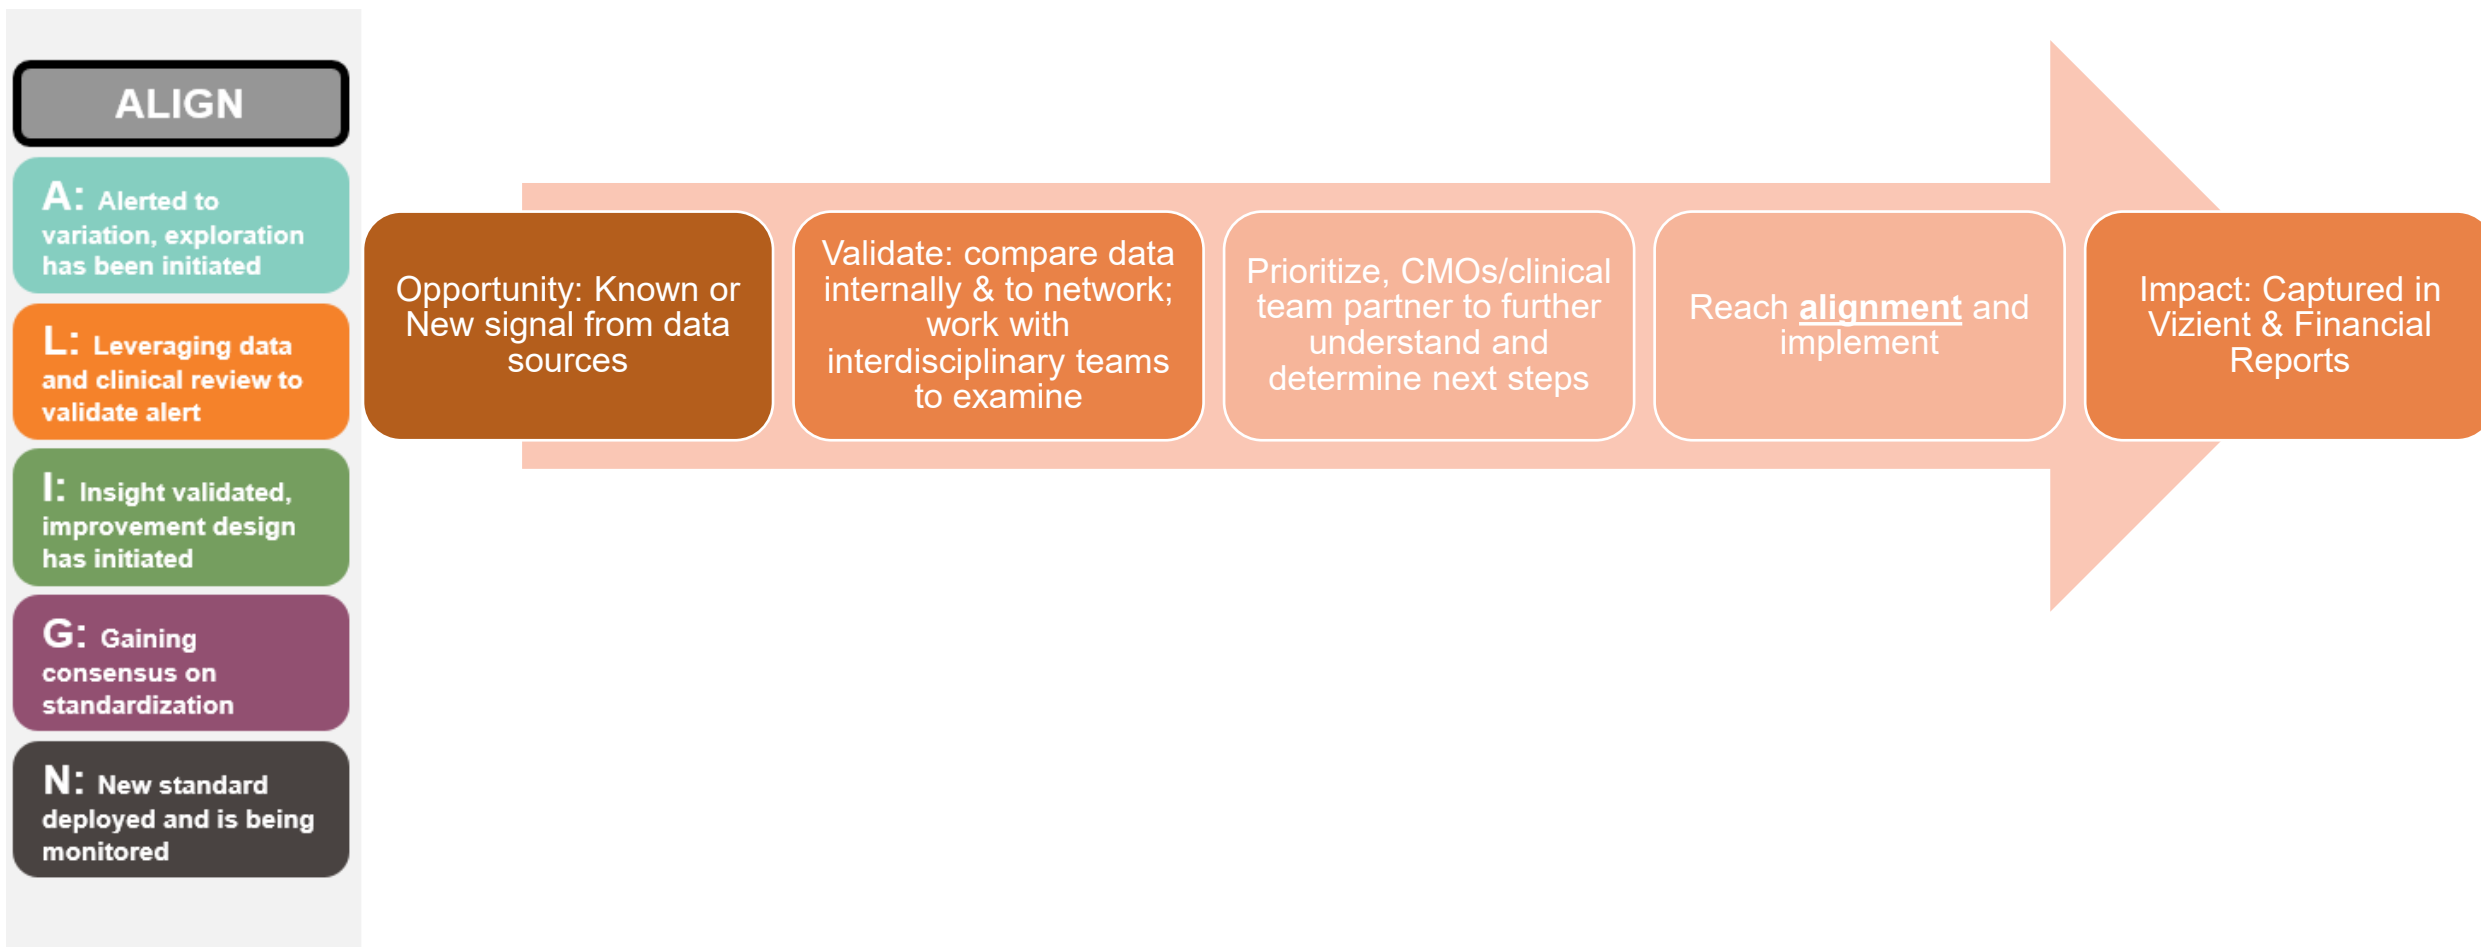 ALIGN
A: Alerted to
variation, exploration
has been initiated
L: Leveraging data
and clinical review to
validate alert
I: Insight validated,
improvement design
has initiated
G: Gaining
consensus on
standardization
N: New standard
deployed and is being
monitored
Opportunity: Known or
New signal from data
sources
Validate: compare data
internally & to network;
work with
interdisciplinary teams
to examine
Prioritize, CMOs/clinical
team partner to further
understand and
determine next steps
Reach alignment and
implement
Impact: Captured in
Vizient & Financial
Reports